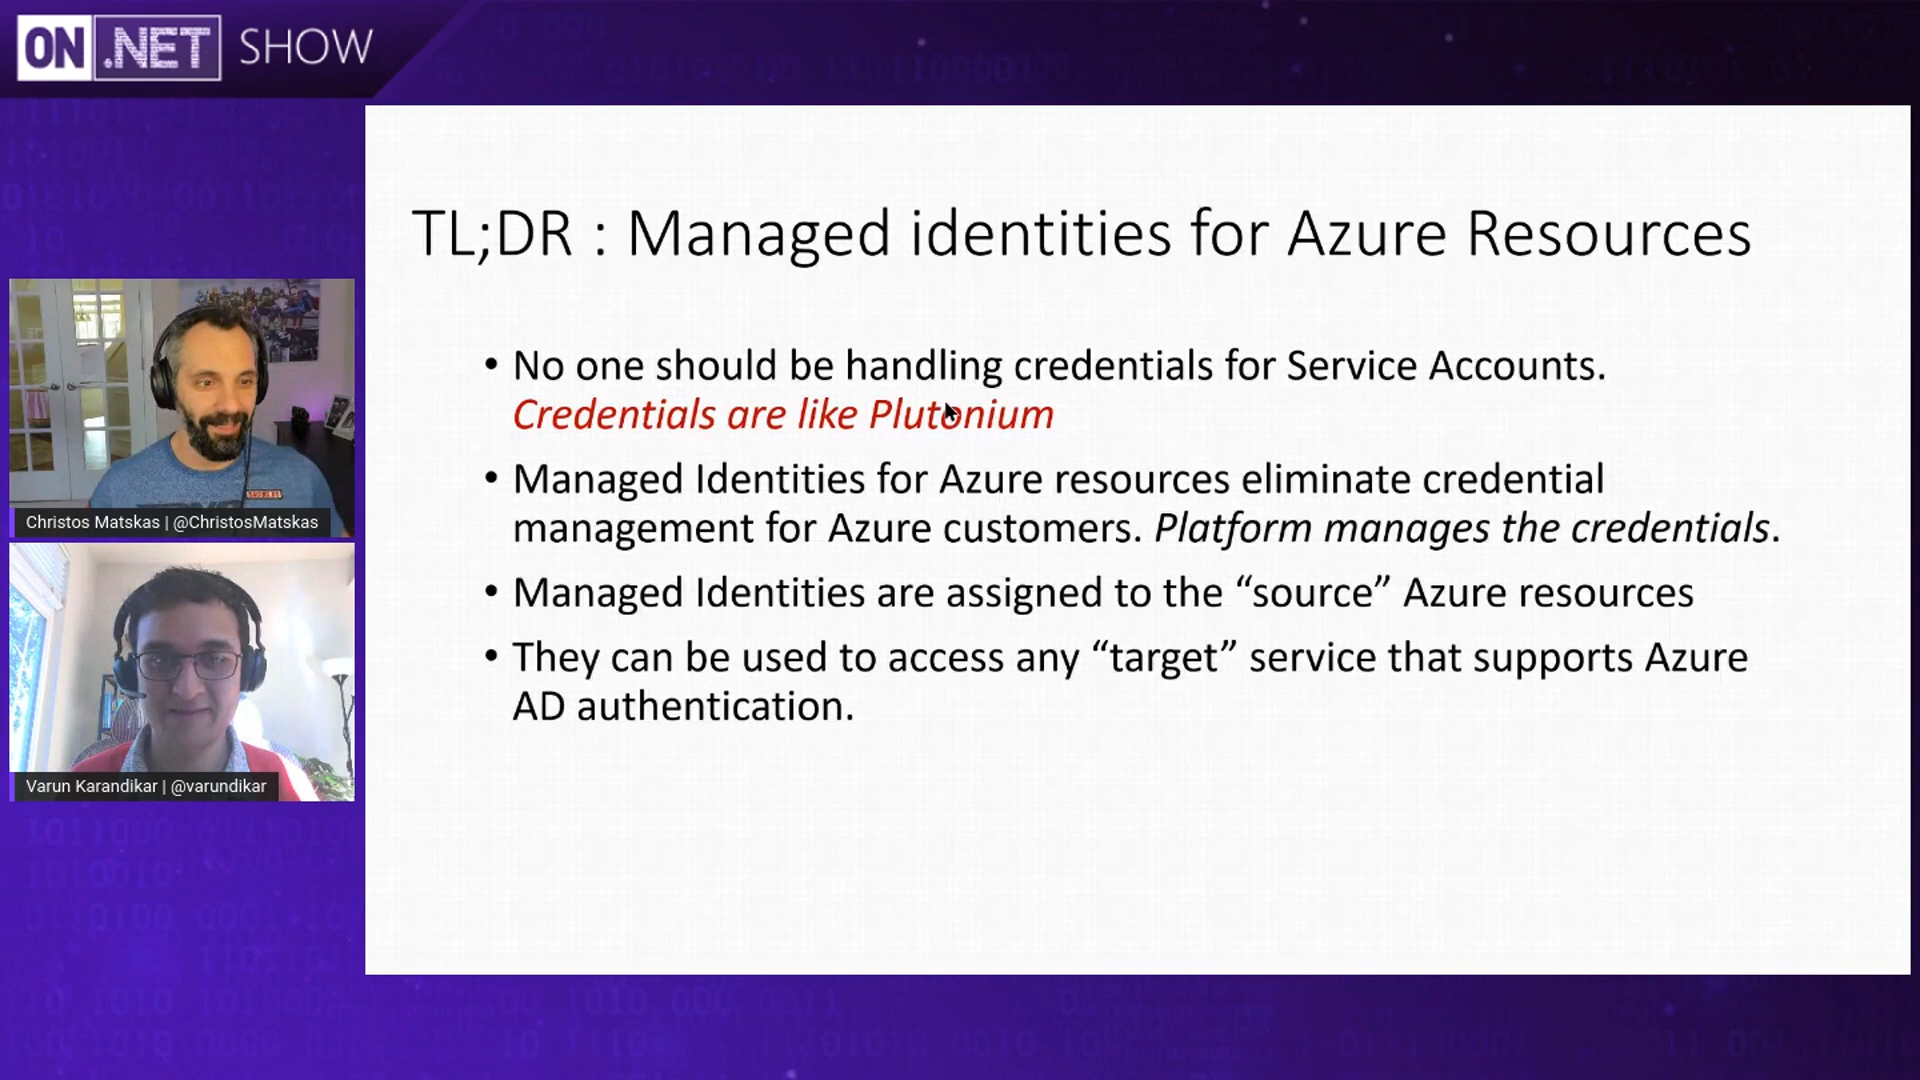 ON .NET SHOW
TL;DR : Managed identities for Azure Resources
• No one should be handling credentials for Service Accounts.
Credentials are like Plutonium
• Managed Identities for Azure resources eliminate credential
management for Azure customers. Platform manages the credentials.
• Managed Identities are assigned to the “source” Azure resources
• They can be used to access any “target” service that supports Azure
AD authentication.
Christos Matskas | @ChristosMatskas
Varun Karandikar | @varundikar